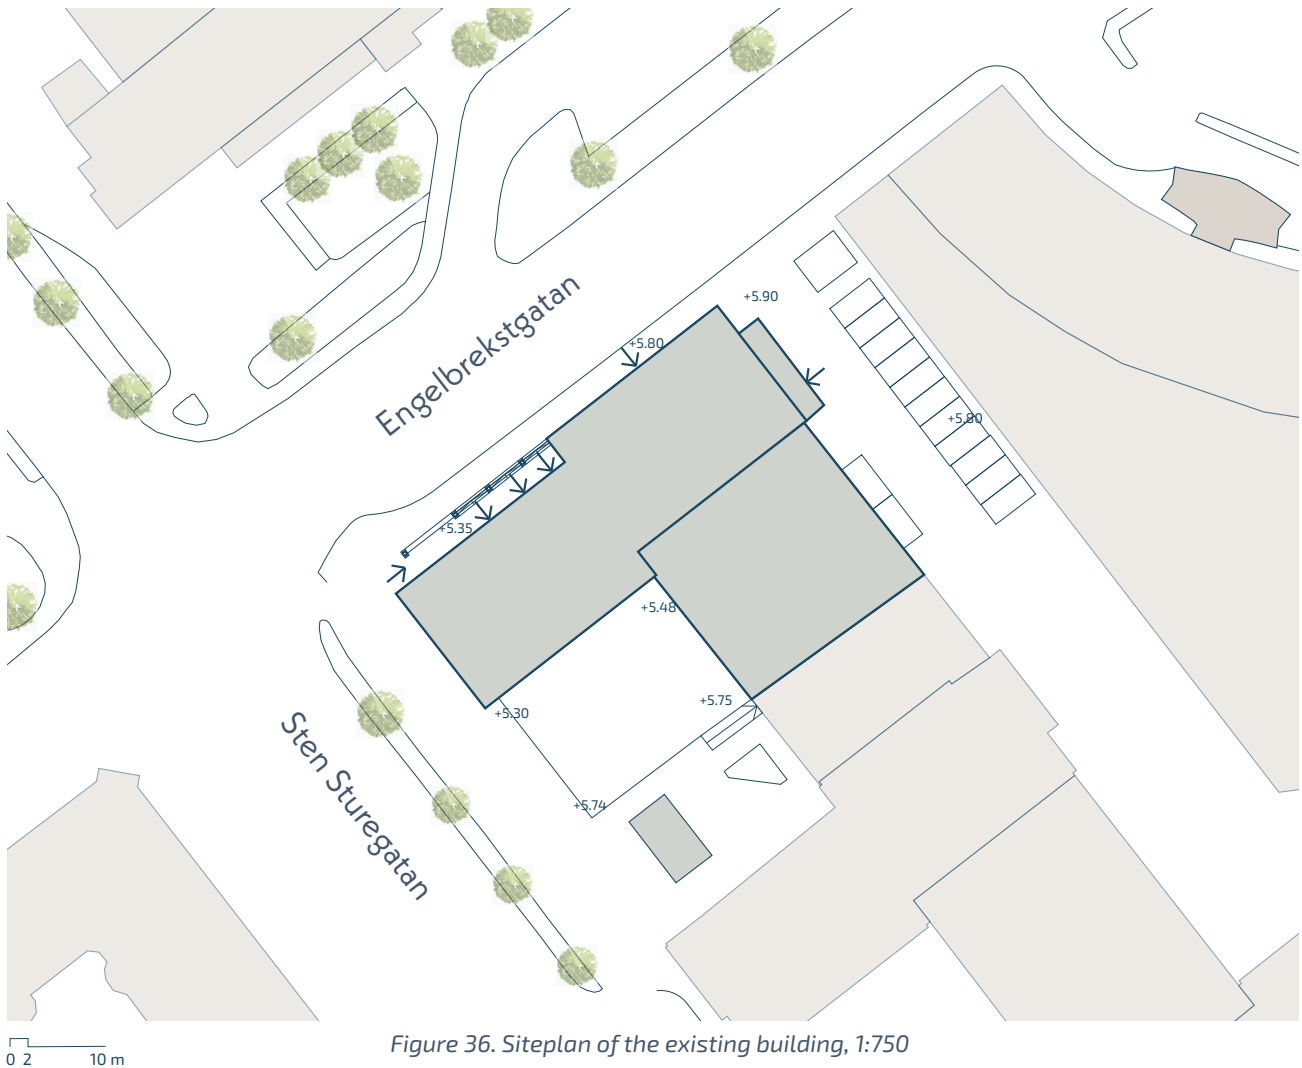 +5.90
Engelbrekstgatan
+5.80
+5.80
+5.35
+5.48
+5.75
+5.30
Sten Sturegatan
+5.74
0 2 10 m
Figure 36. Siteplan of the existing building, 1:750